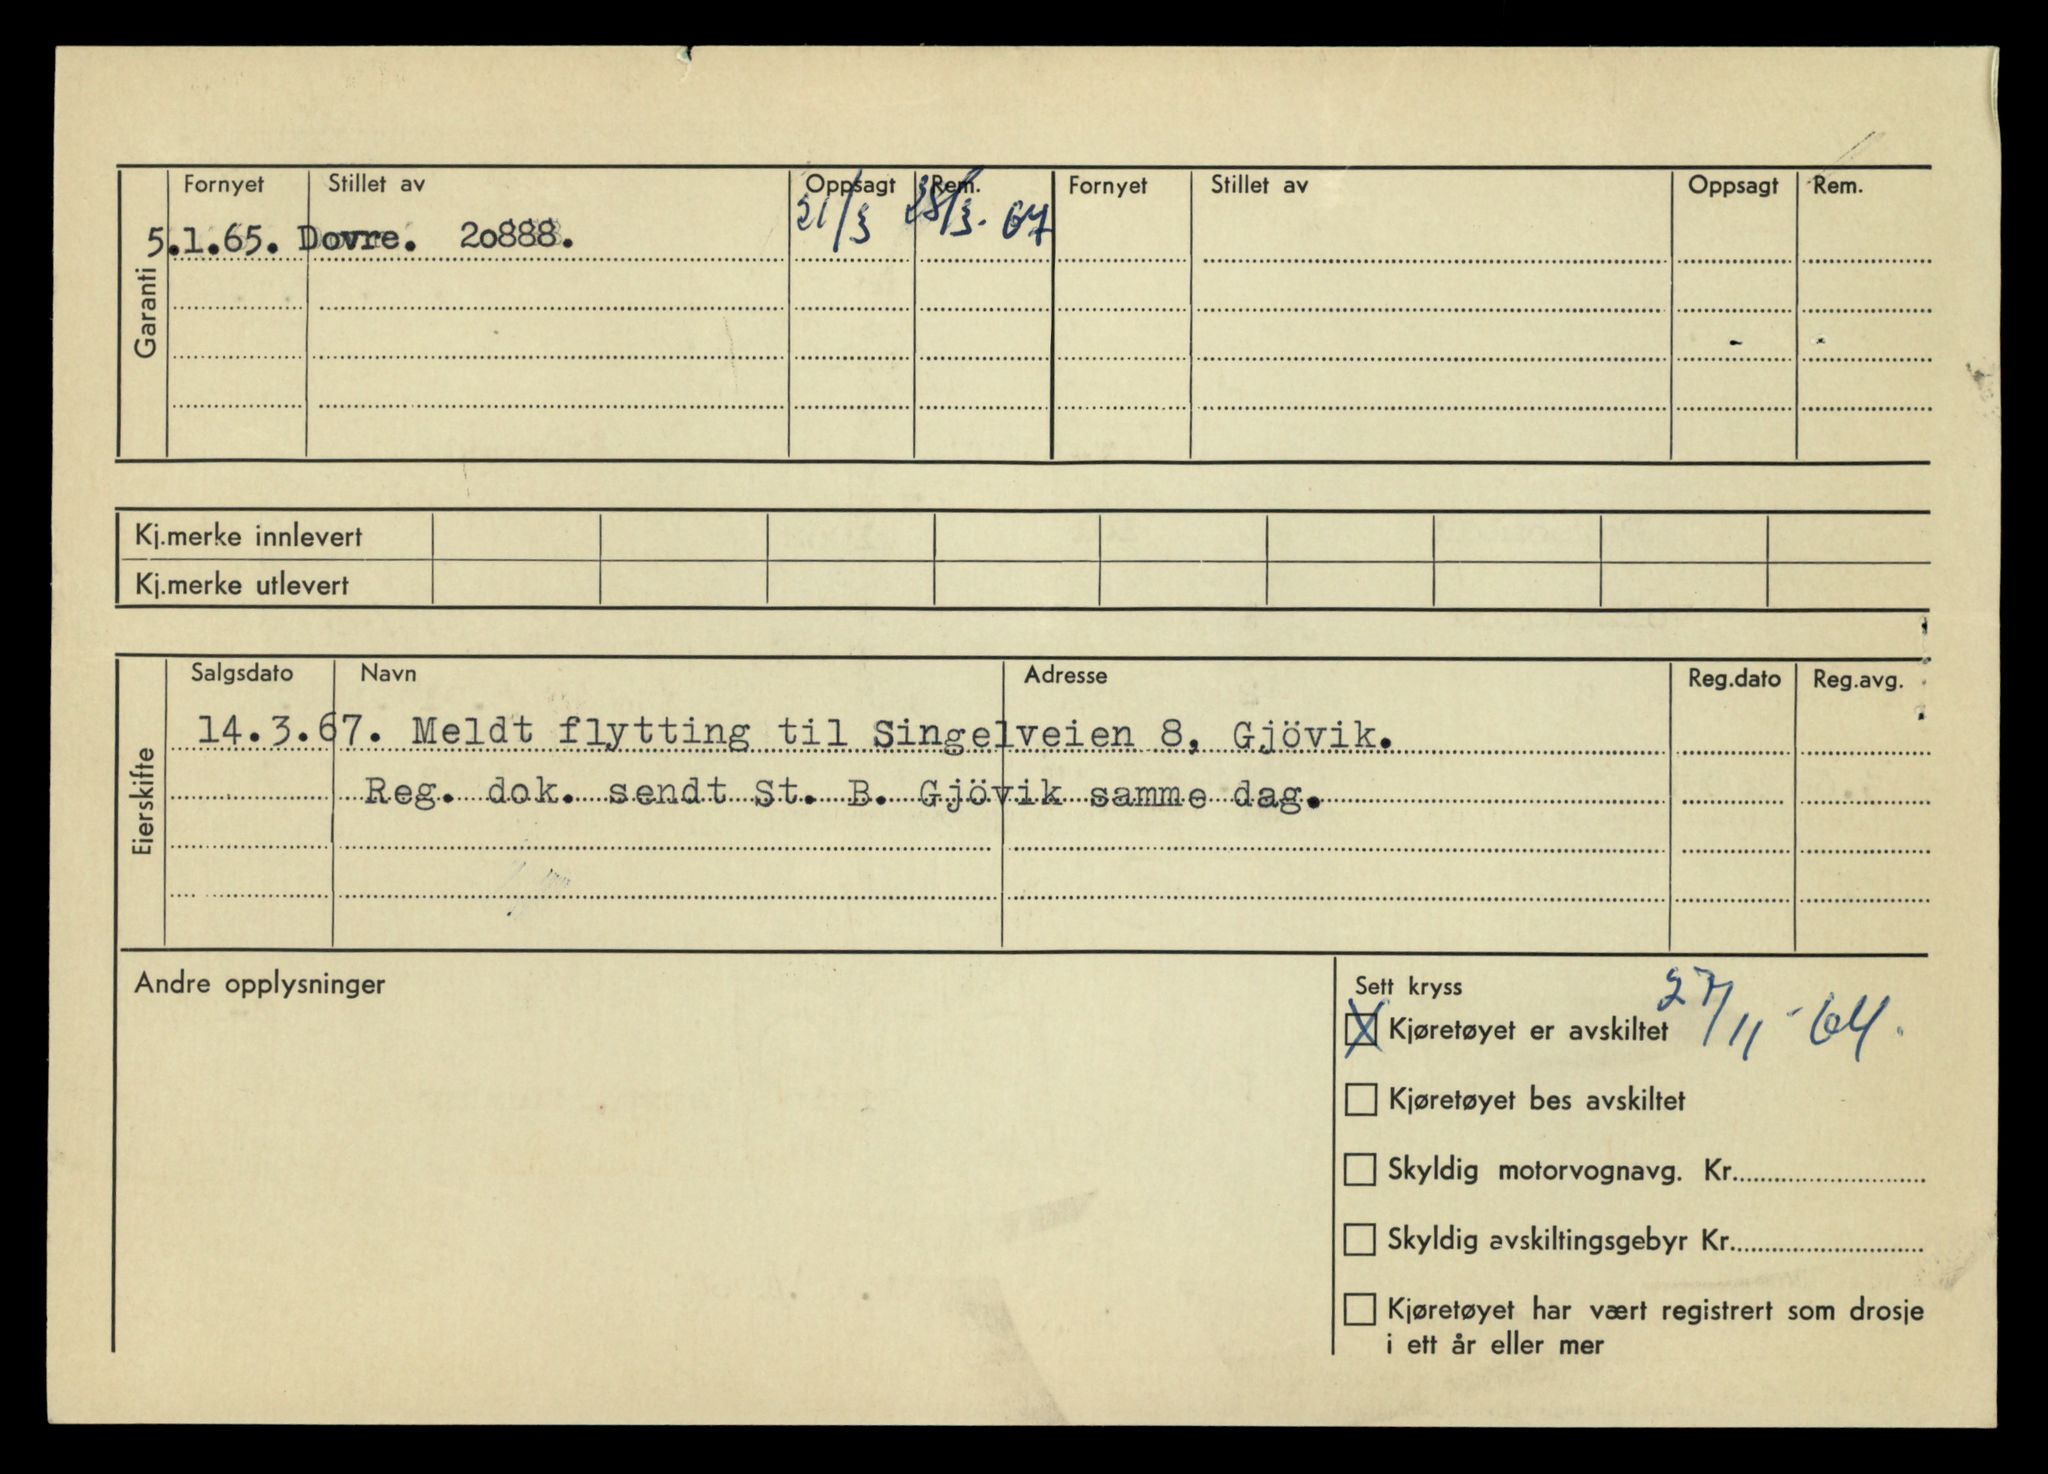 Garanti
Fornyet Stillet av Oppsagt Rem. Fornyet Stillet av Oppsagt Rem.
5.1.65. Dovre. 20888. 21/3 28/3. 67
Kj.merke innlevert
Kj.merke utlevert
Eierskifte
Salgsdato Navn Adresse Reg.dato Reg.avg.
14.3.67. Meldt flytting til Singelveien 8, Gjövik.
Reg. dok. sendt St. B. Gjövik samme dag.
Andre opplysninger
Sett kryss
X Kjøretøyet er avskiltet 27/11-64.
Kjøretøyet bes avskiltet
Skyldig motorvognavg. Kr.
Skyldig avskiltingsgebyr Kr.
Kjøretøyet har vært registrert som drosje
i ett år eller mer